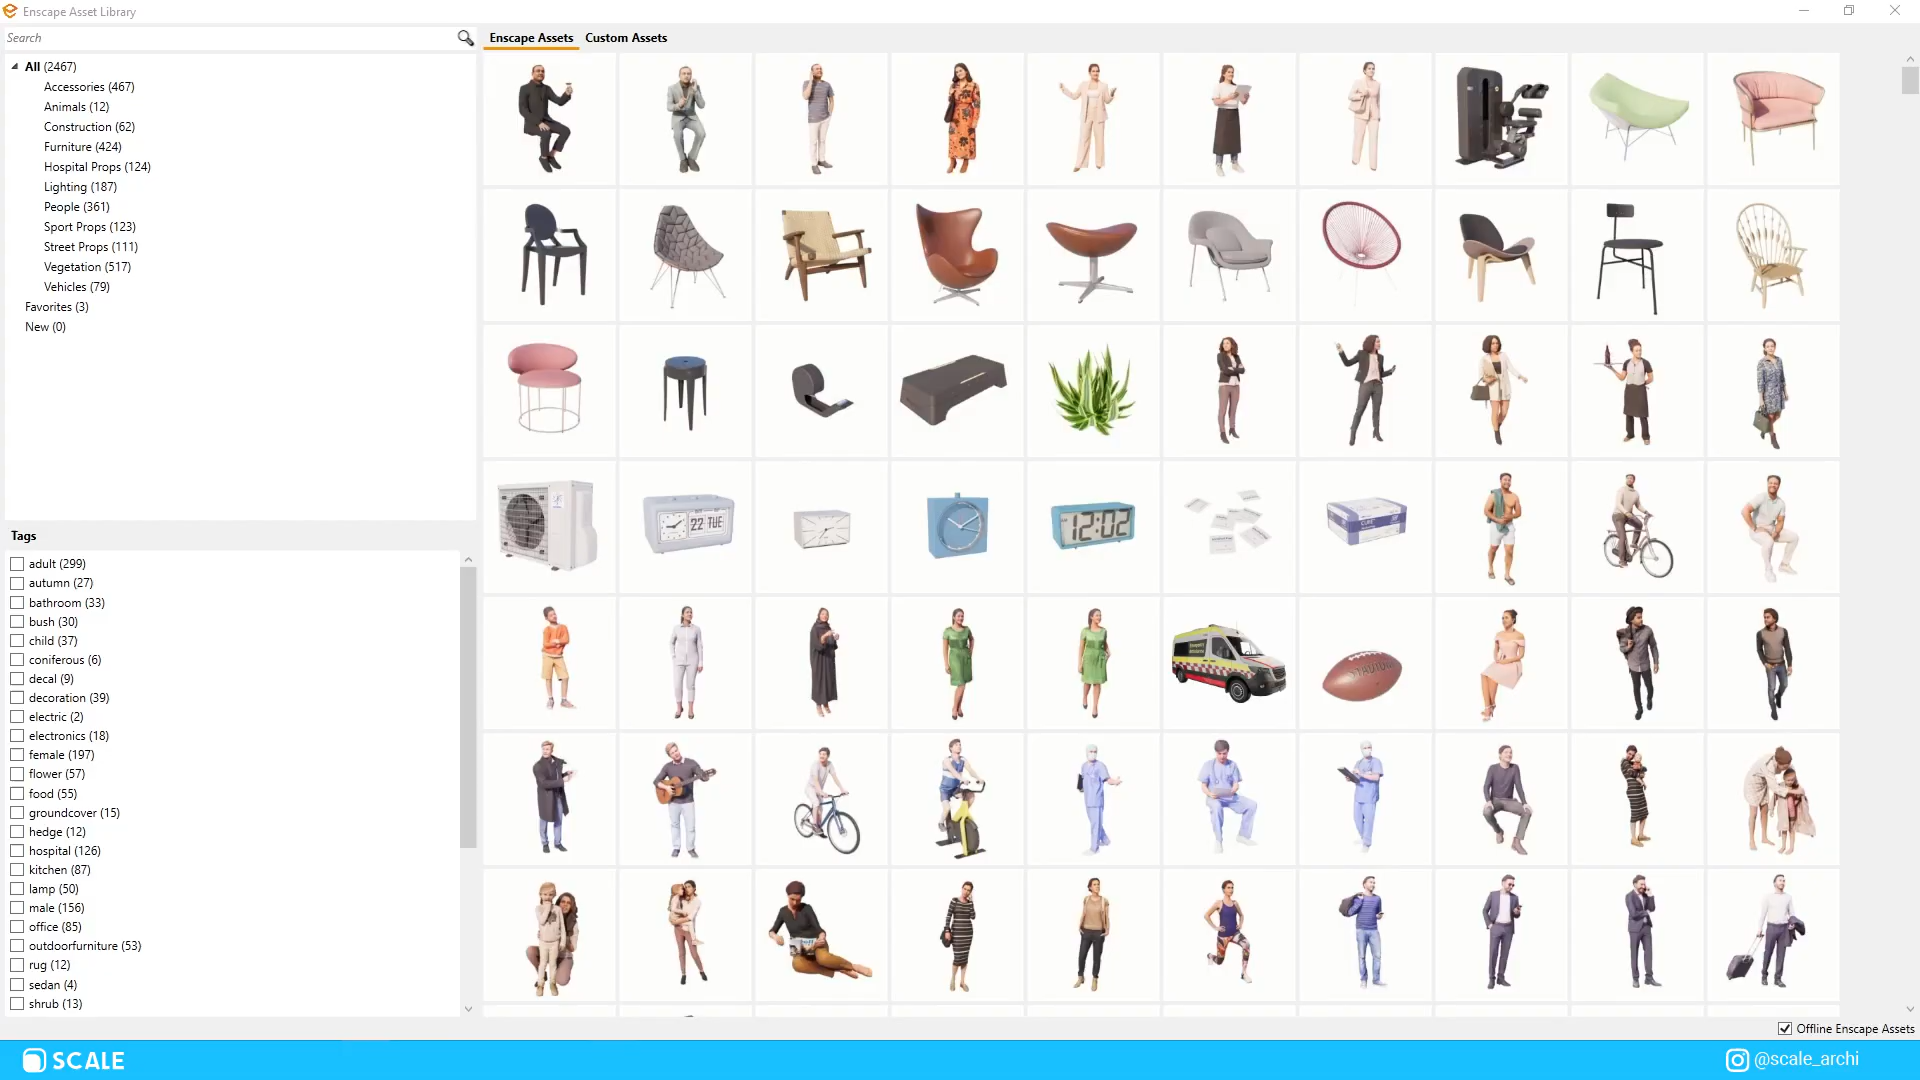 Enscape Asset Library
Search
Enscape Assets
Custom Assets
All (2467)
Accessories (467)
Animals (12)
Construction (62)
Furniture (424)
Hospital Props (124)
Lighting (187)
People (361)
Sport Props (123)
Street Props (111)
Vegetation (517)
Vehicles (79)
Favorites (3)
New (0)
22 TUE
12:02
CURE
Tags
adult (299)
autumn (27)
bathroom (33)
bush (30)
child (37)
coniferous (6)
decal (9)
decoration (39)
electric (2)
electronics (18)
female (197)
flower (57)
food (55)
groundcover (15)
hedge (12)
hospital (126)
kitchen (87)
lamp (50)
male (156)
office (85)
outdoorfurniture (53)
rug (12)
sedan (4)
shrub (13)
Offline Enscape Assets
SCALE
@scale_archi